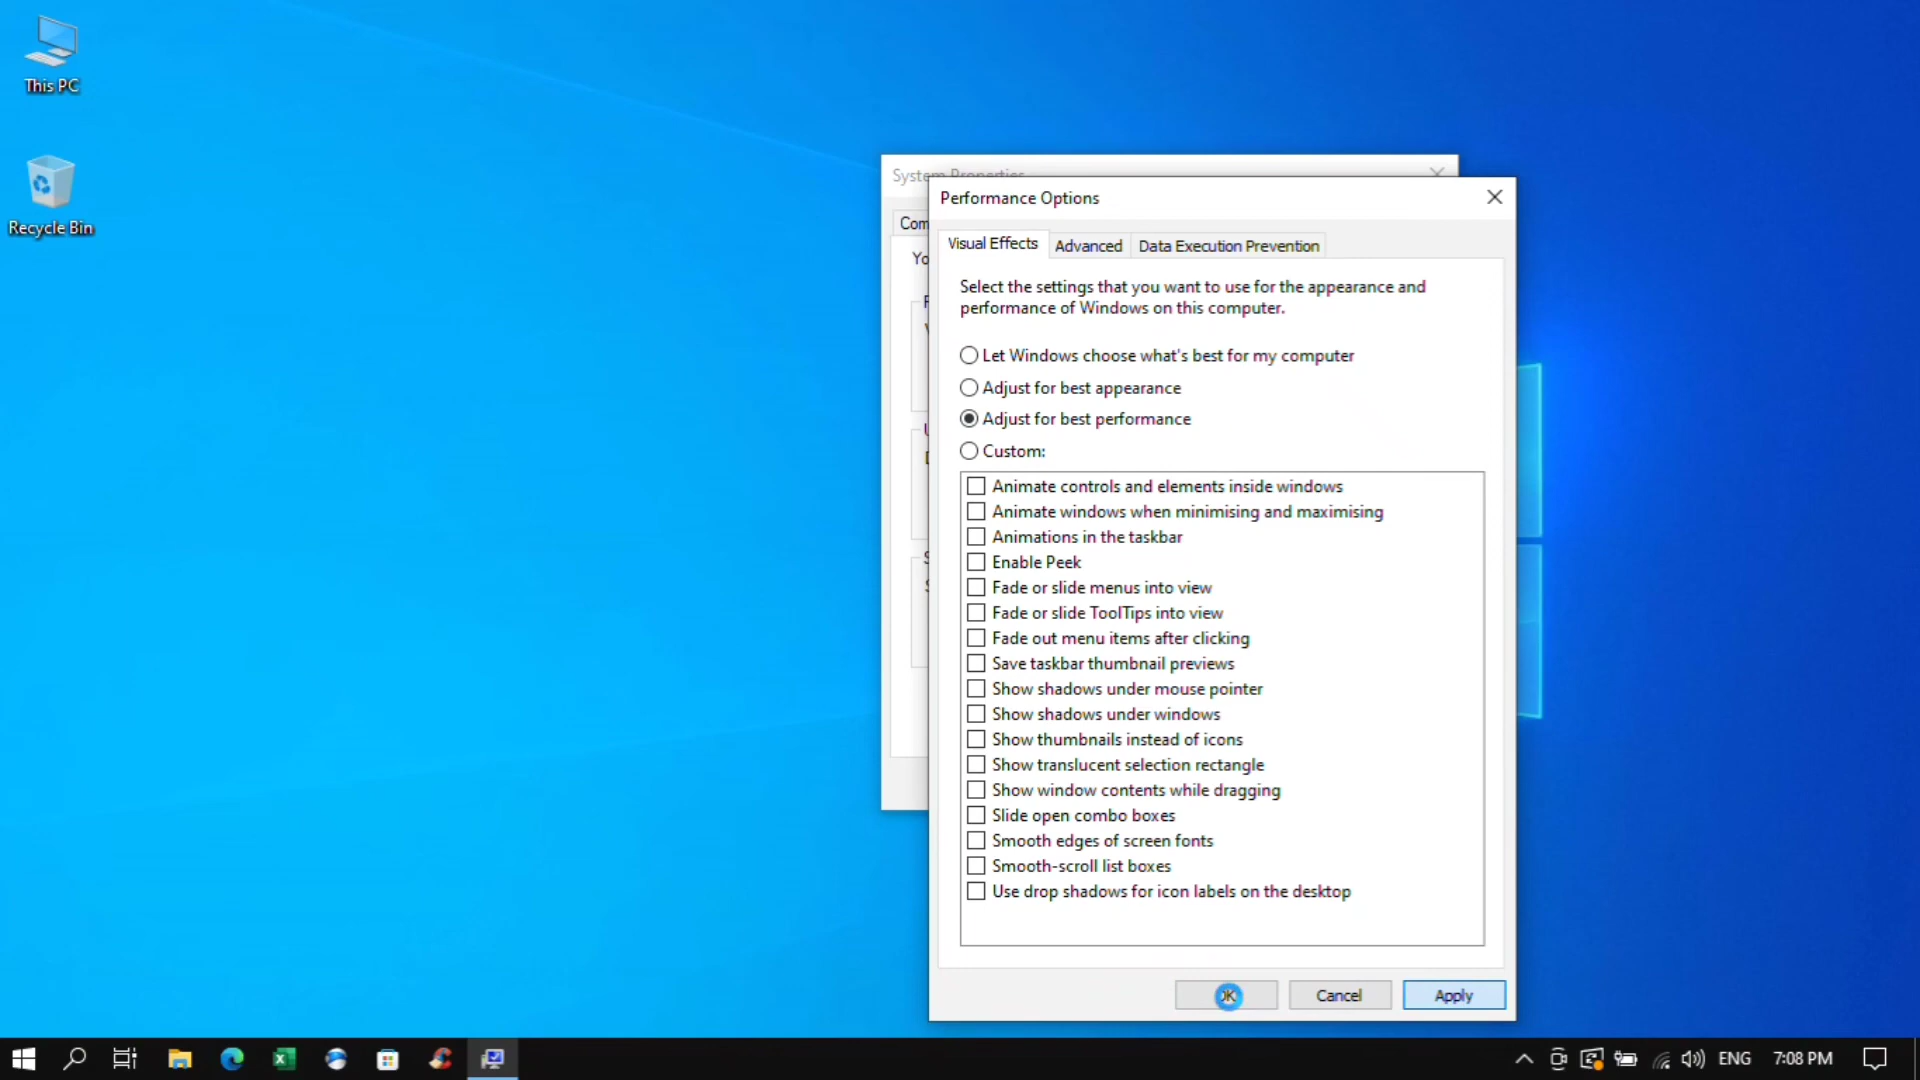 This PC
Recycle Bin
System Properties
Com
Yo
Performance Options
Visual Effects
Advanced
Data Execution Prevention
Select the settings that you want to use for the appearance and
performance of Windows on this computer.
Let Windows choose what's best for my computer
Adjust for best appearance
Adjust for best performance
Custom:
Animate controls and elements inside windows
Animate windows when minimising and maximising
Animations in the taskbar
Enable Peek
Fade or slide menus into view
Fade or slide ToolTips into view
Fade out menu items after clicking
Save taskbar thumbnail previews
Show shadows under mouse pointer
Show shadows under windows
Show thumbnails instead of icons
Show translucent selection rectangle
Show window contents while dragging
Slide open combo boxes
Smooth edges of screen fonts
Smooth-scroll list boxes
Use drop shadows for icon labels on the desktop
OK
Cancel
Apply
ENG
7:08 PM